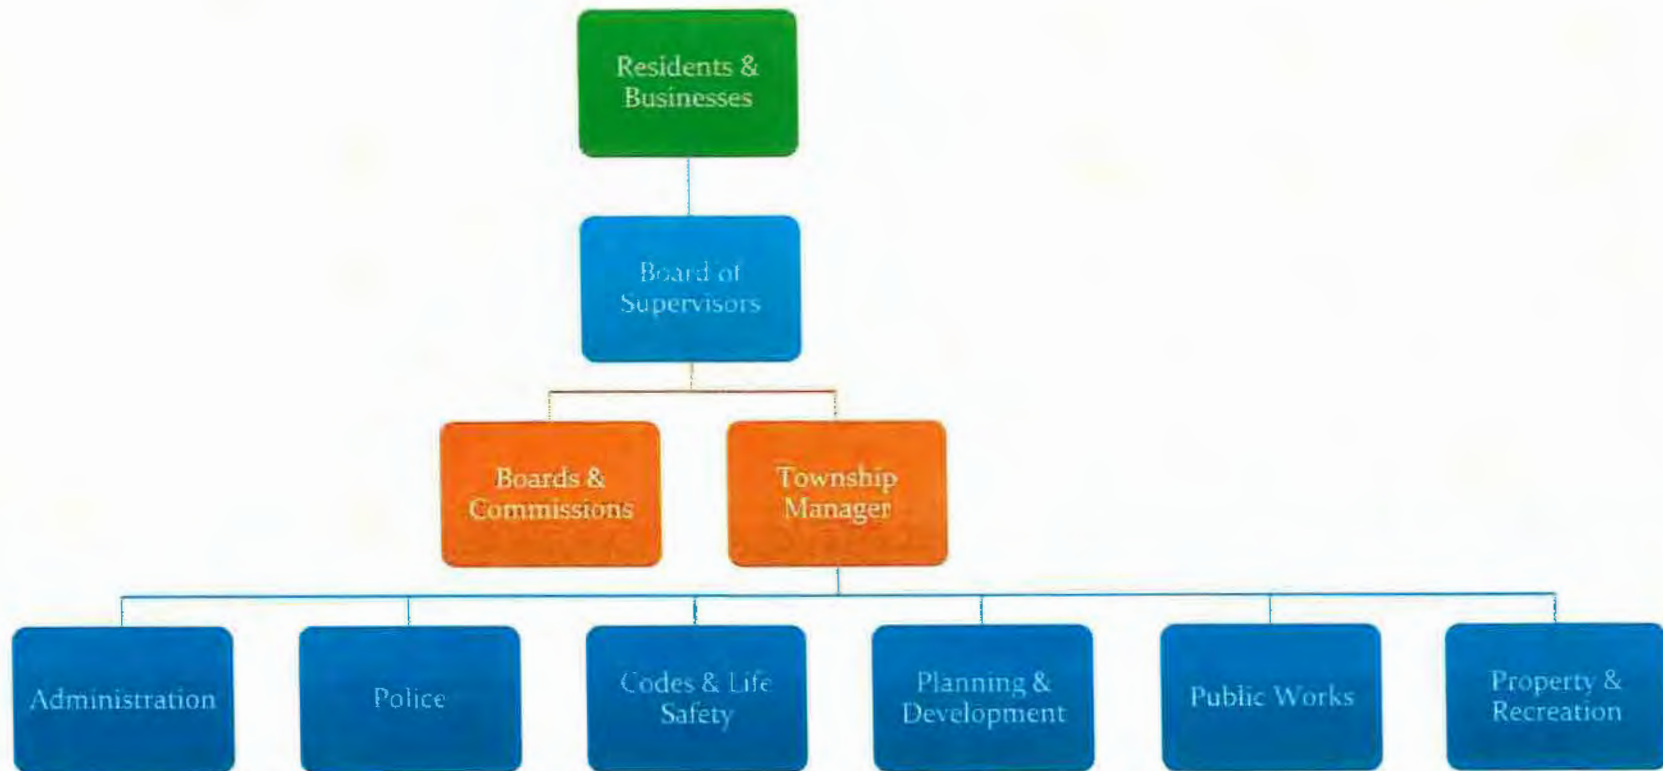 Residents &
Businesses
Board of
Supervisors
Boards &
Commissions
Township
Manager
Administration
Police
Codes & Life
Safety
Planning &
Development
Public Works
Property &
Recreation